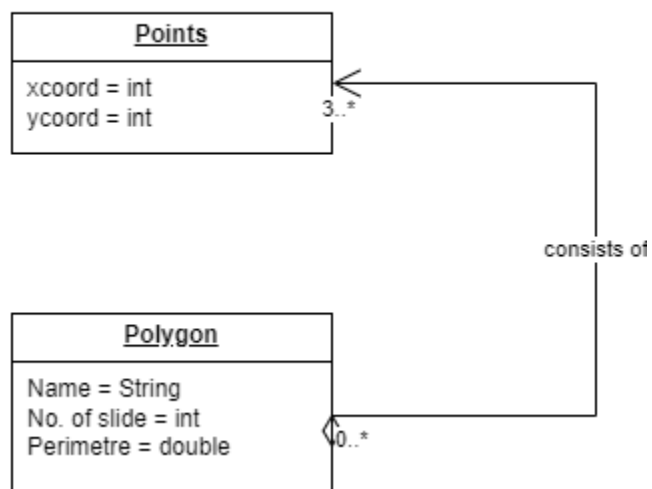 Points
xcoord = int
ycoord = int
3..*
consists of
Polygon
Name = String
No. of slide = int
Perimetre = double
0..*